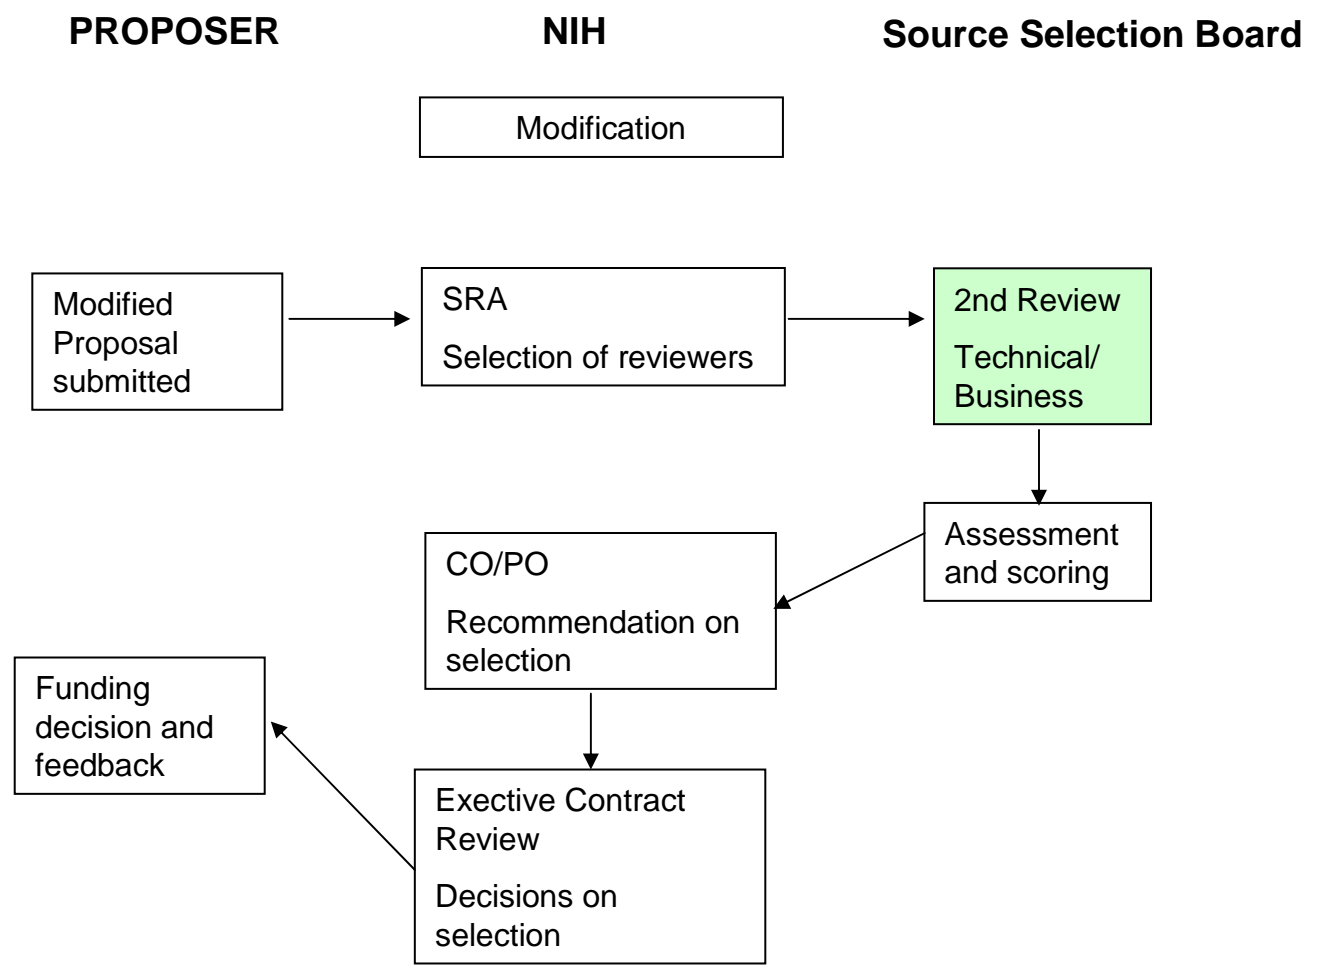 PROPOSER
NIH
Source Selection Board
Modification
Modified
Proposal
submitted
SRA
Selection of reviewers
2nd Review
Technical/
Business
Assessment
and scoring
CO/PO
Recommendation on
selection
Funding
decision and
feedback
Exective Contract
Review
Decisions on
selection